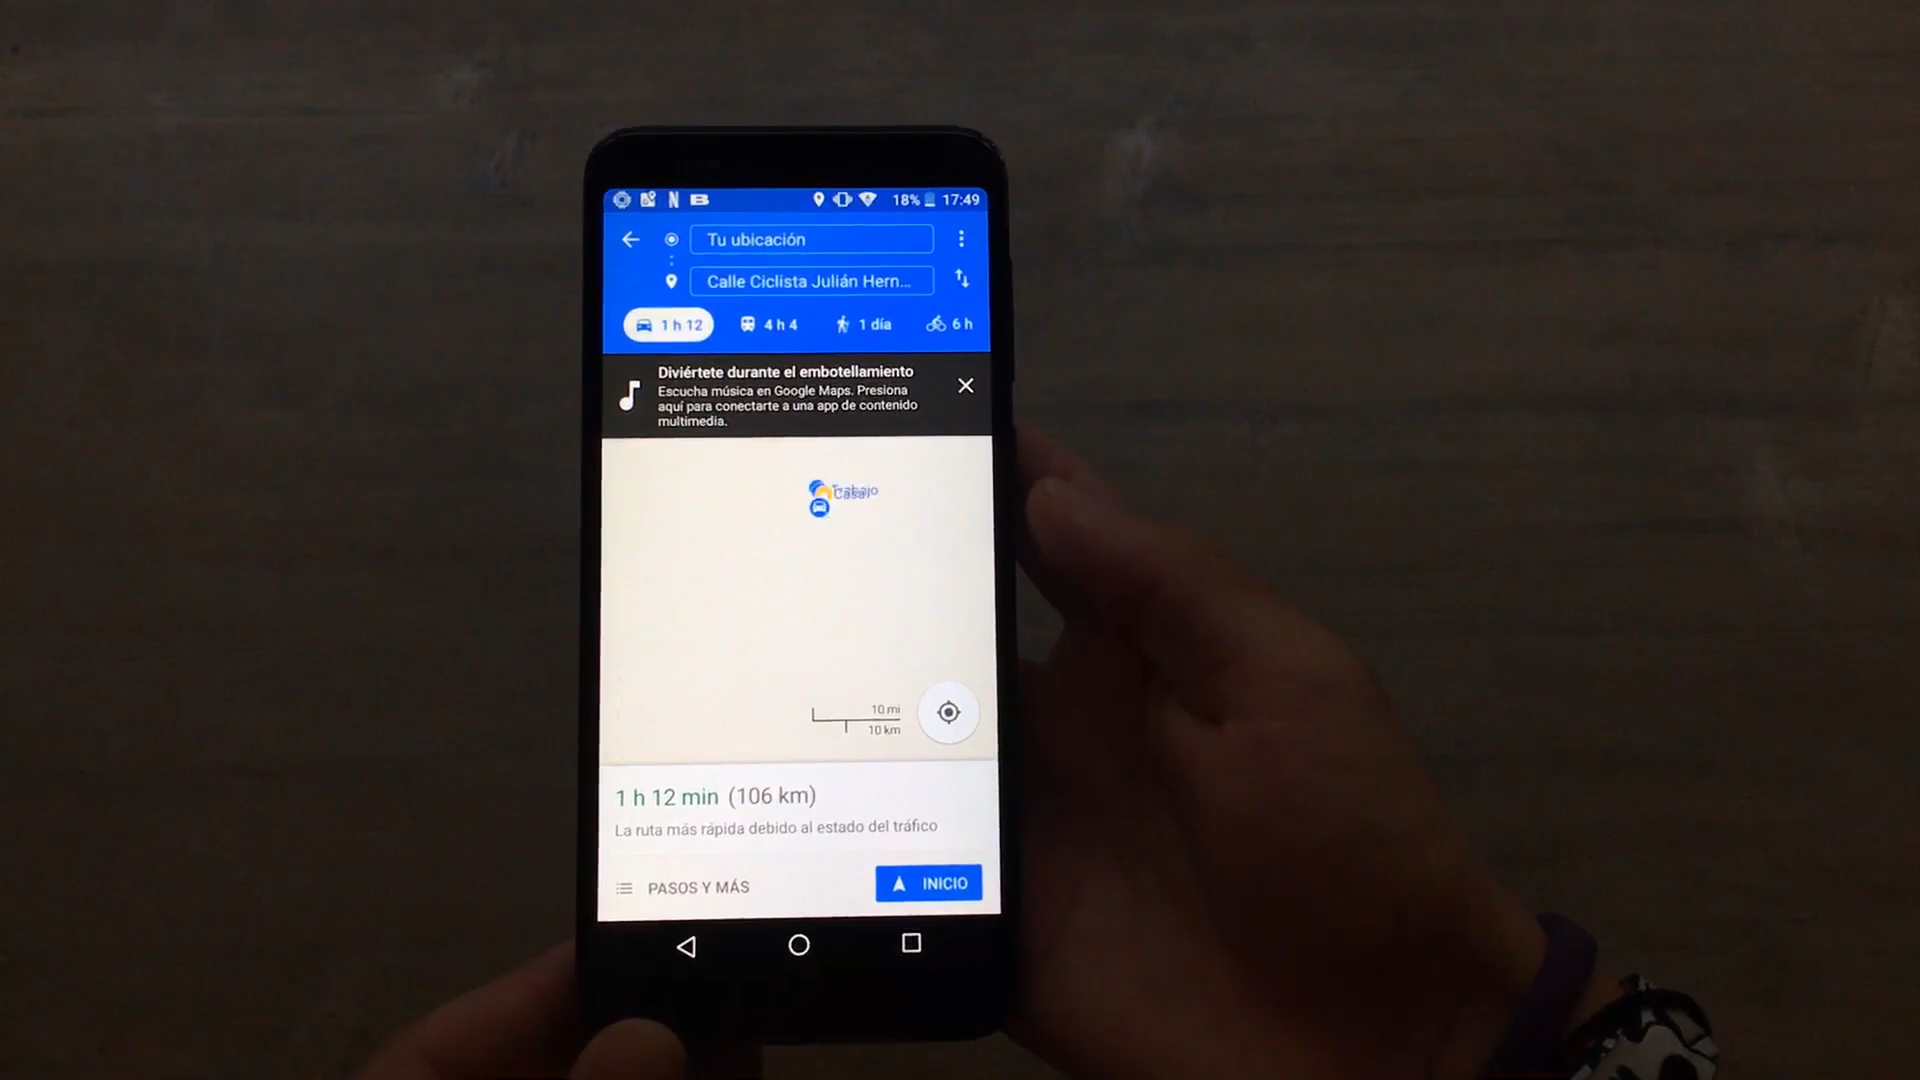 18% 17:49
Tu ubicación
Calle Ciclista Julián Hern...
1 h 12 4 h 4 1 día 6 h
Diviértete durante el embotellamiento
Escucha música en Google Maps. Presiona
aquí para conectarte a una app de contenido
multimedia.
Trabajo
Casa
10 mi
10 km
1 h 12 min (106 km)
La ruta más rápida debido al estado del tráfico
PASOS Y MÁS
INICIO